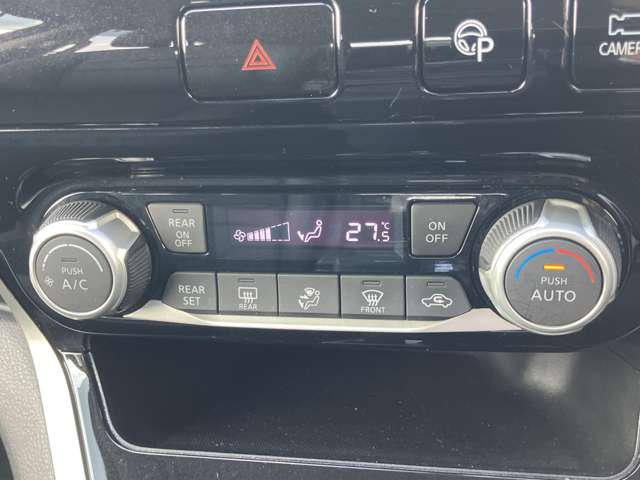 P
CAMER
REAR
ON
OFF
27.5
°C
ON
OFF
PUSH
A/C
REAR
SET
REAR
FRONT
PUSH
AUTO